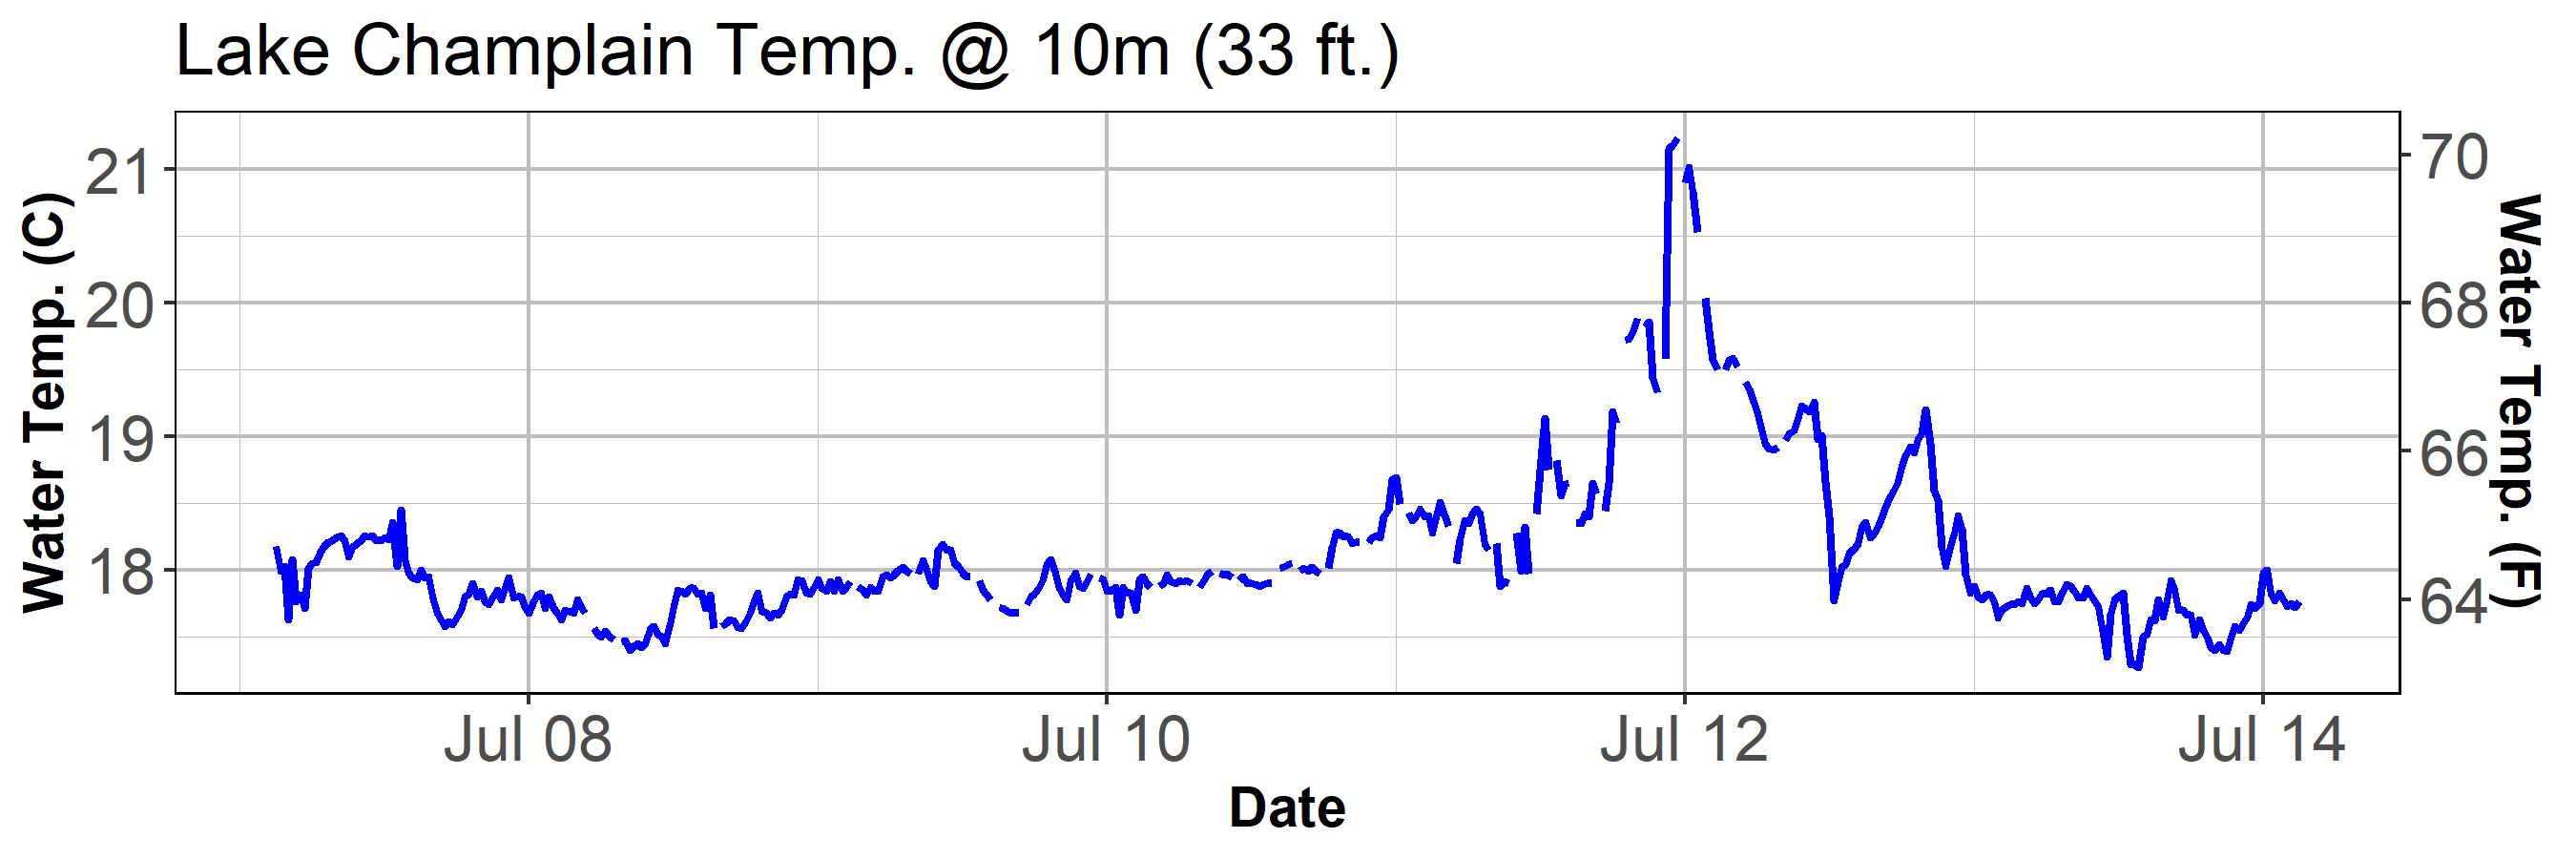 Lake Champlain Temp. @ 10m (33 ft.)
Water Temp. (C)
21
20
19
18
70
68
66
64
Water Temp. (F)
Jul 08
Jul 10
Jul 12
Jul 14
Date